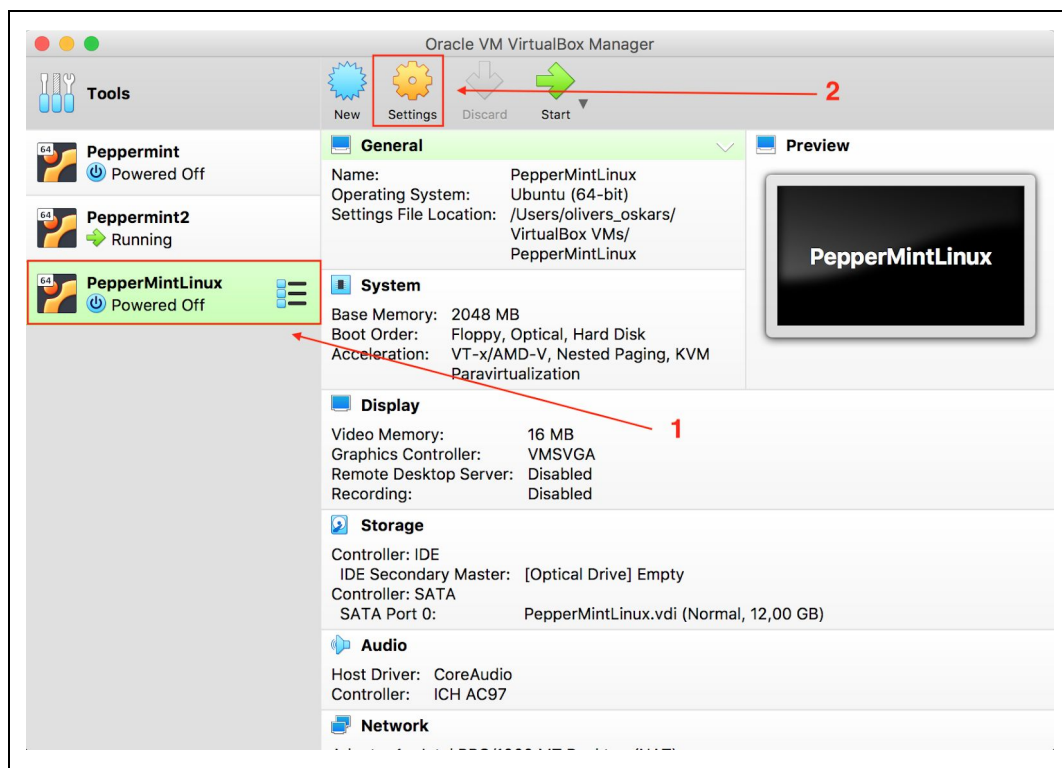 Oracle VM VirtualBox Manager
Tools
New Settings Discard Start
2
64
Peppermint
Powered Off
64
Peppermint2
Running
64
PepperMintLinux
Powered Off
General
Name: PepperMintLinux
Operating System: Ubuntu (64-bit)
Settings File Location: /Users/olivers_oskars/
VirtualBox VMs/
PepperMintLinux
Preview
PepperMintLinux
System
Base Memory: 2048 MB
Boot Order: Floppy, Optical, Hard Disk
Acceleration: VT-x/AMD-V, Nested Paging, KVM
Paravirtualization
Display
1
Video Memory: 16 MB
Graphics Controller: VMSVGA
Remote Desktop Server: Disabled
Recording: Disabled
Storage
Controller: IDE
IDE Secondary Master: [Optical Drive] Empty
Controller: SATA
SATA Port 0: PepperMintLinux.vdi (Normal, 12,00 GB)
Audio
Host Driver: CoreAudio
Controller: ICH AC97
Network